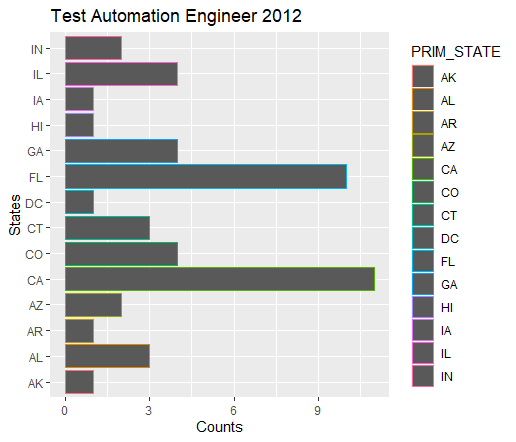 Test Automation Engineer 2012
States
IN
IL
IA
HI
GA
FL
DC
CT
CO
CA
AZ
AR
AL
AK
0 3 6 9
Counts
PRIM_STATE
AK
AL
AR
AZ
CA
CO
CT
DC
FL
GA
HI
IA
IL
IN